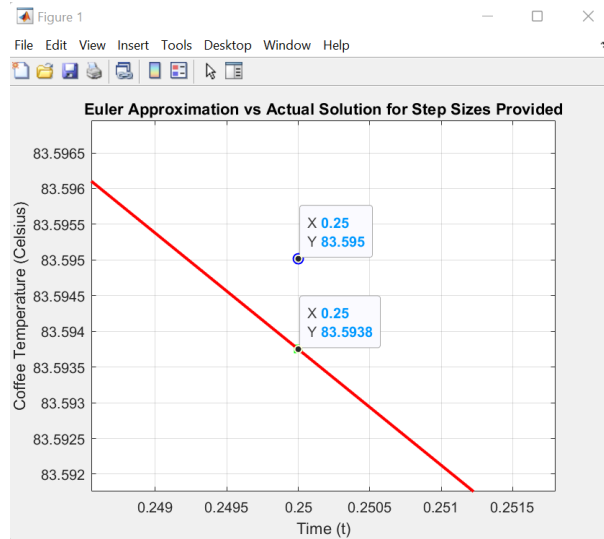 Figure 1
File Edit View Insert Tools Desktop Window Help
Euler Approximation vs Actual Solution for Step Sizes Provided
Coffee Temperature (Celsius)
83.5965
83.596
83.5955
83.595
83.5945
83.594
83.5935
83.593
83.5925
83.592
X 0.25
Y 83.595
X 0.25
Y 83.5938
0.249 0.2495 0.25 0.2505 0.251 0.2515
Time (t)